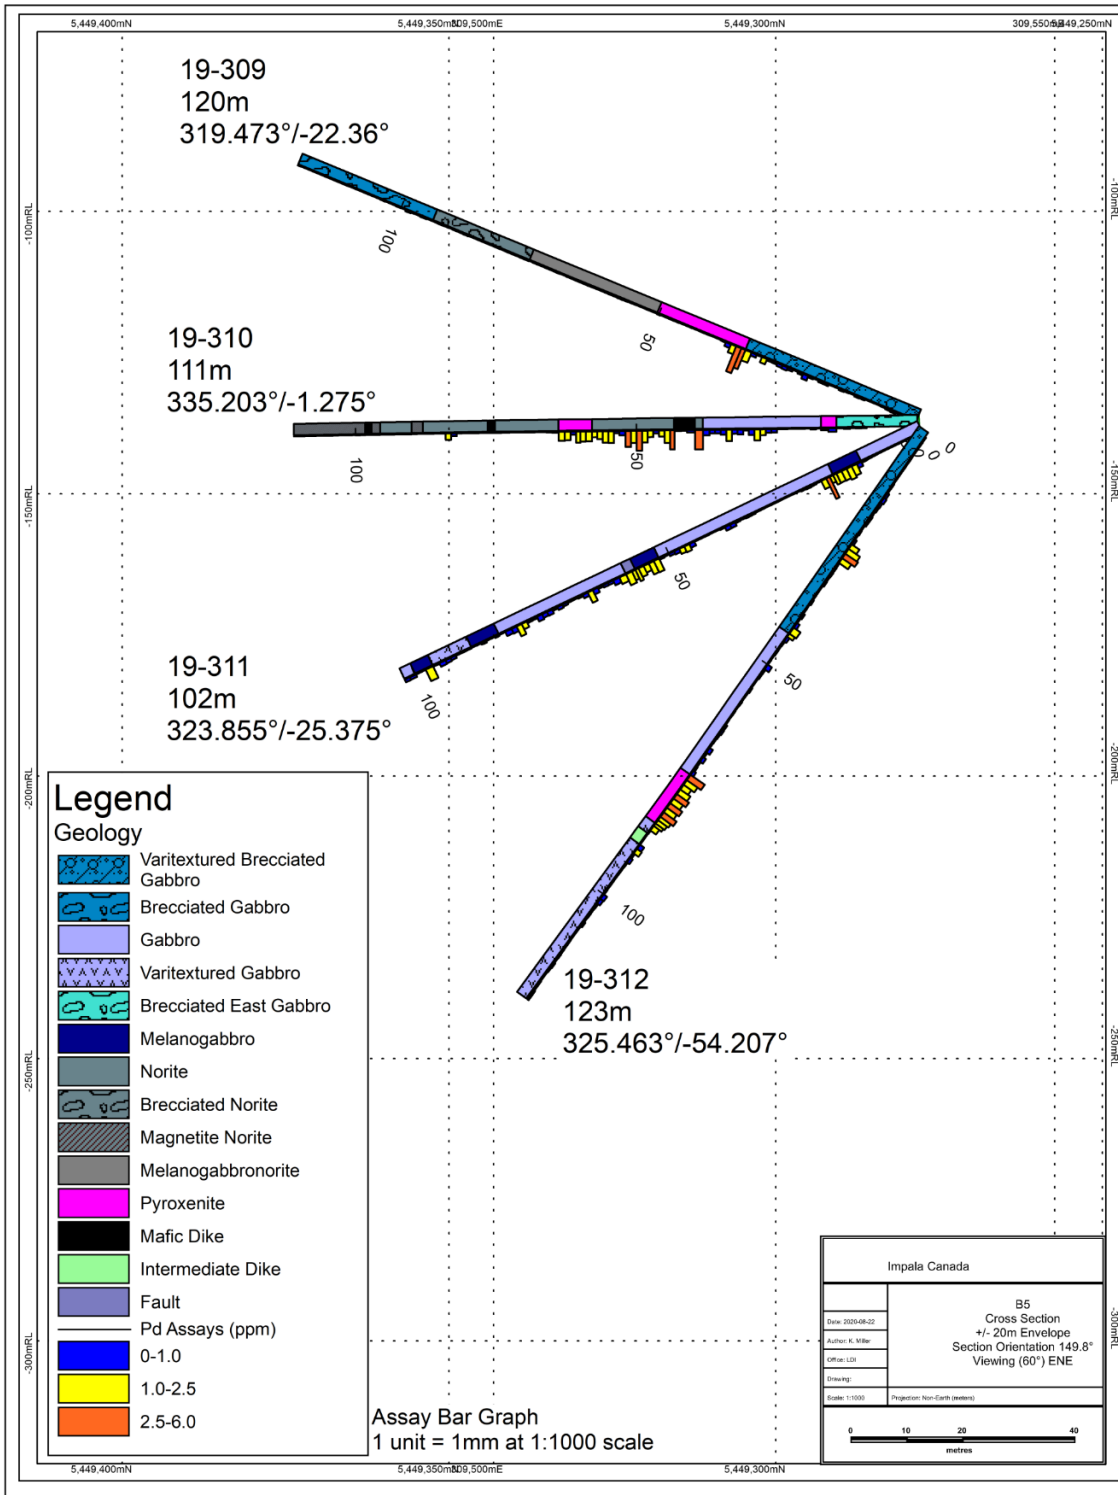 5,449,400mN
5,449,350mN
309,500mE
5,449,300mN
309,550mE
5,449,250mN
19-309
120m
319.473°/-22.36°
-100mRL
-100mRL
100
50
19-310
111m
335.203°/-1.275°
100
50
0
0
-150mRL
-150mRL
50
19-311
102m
323.855°/-25.375°
100
50
-200mRL
-200mRL
100
19-312
123m
325.463°/-54.207°
-250mRL
-250mRL
Legend
Geology
Varitextured Brecciated
Gabbro
Brecciated Gabbro
Gabbro
Varitextured Gabbro
Brecciated East Gabbro
Melanogabbro
Norite
Brecciated Norite
Magnetite Norite
Melanogabbronorite
Pyroxenite
Mafic Dike
Intermediate Dike
Fault
Pd Assays (ppm)
0-1.0
1.0-2.5
2.5-6.0
-300mRL
-300mRL
Assay Bar Graph
1 unit = 1mm at 1:1000 scale
Impala Canada
Date: 2020-08-22
Author: K. Miller
Office: LDI
Drawing:
Scale: 1:1000
B5
Cross Section
+/- 20m Envelope
Section Orientation 149.8°
Viewing (60°) ENE
Projection: Non-Earth (meters)
0 10 20 40
metres
5,449,400mN
5,449,350mN
309,500mE
5,449,300mN